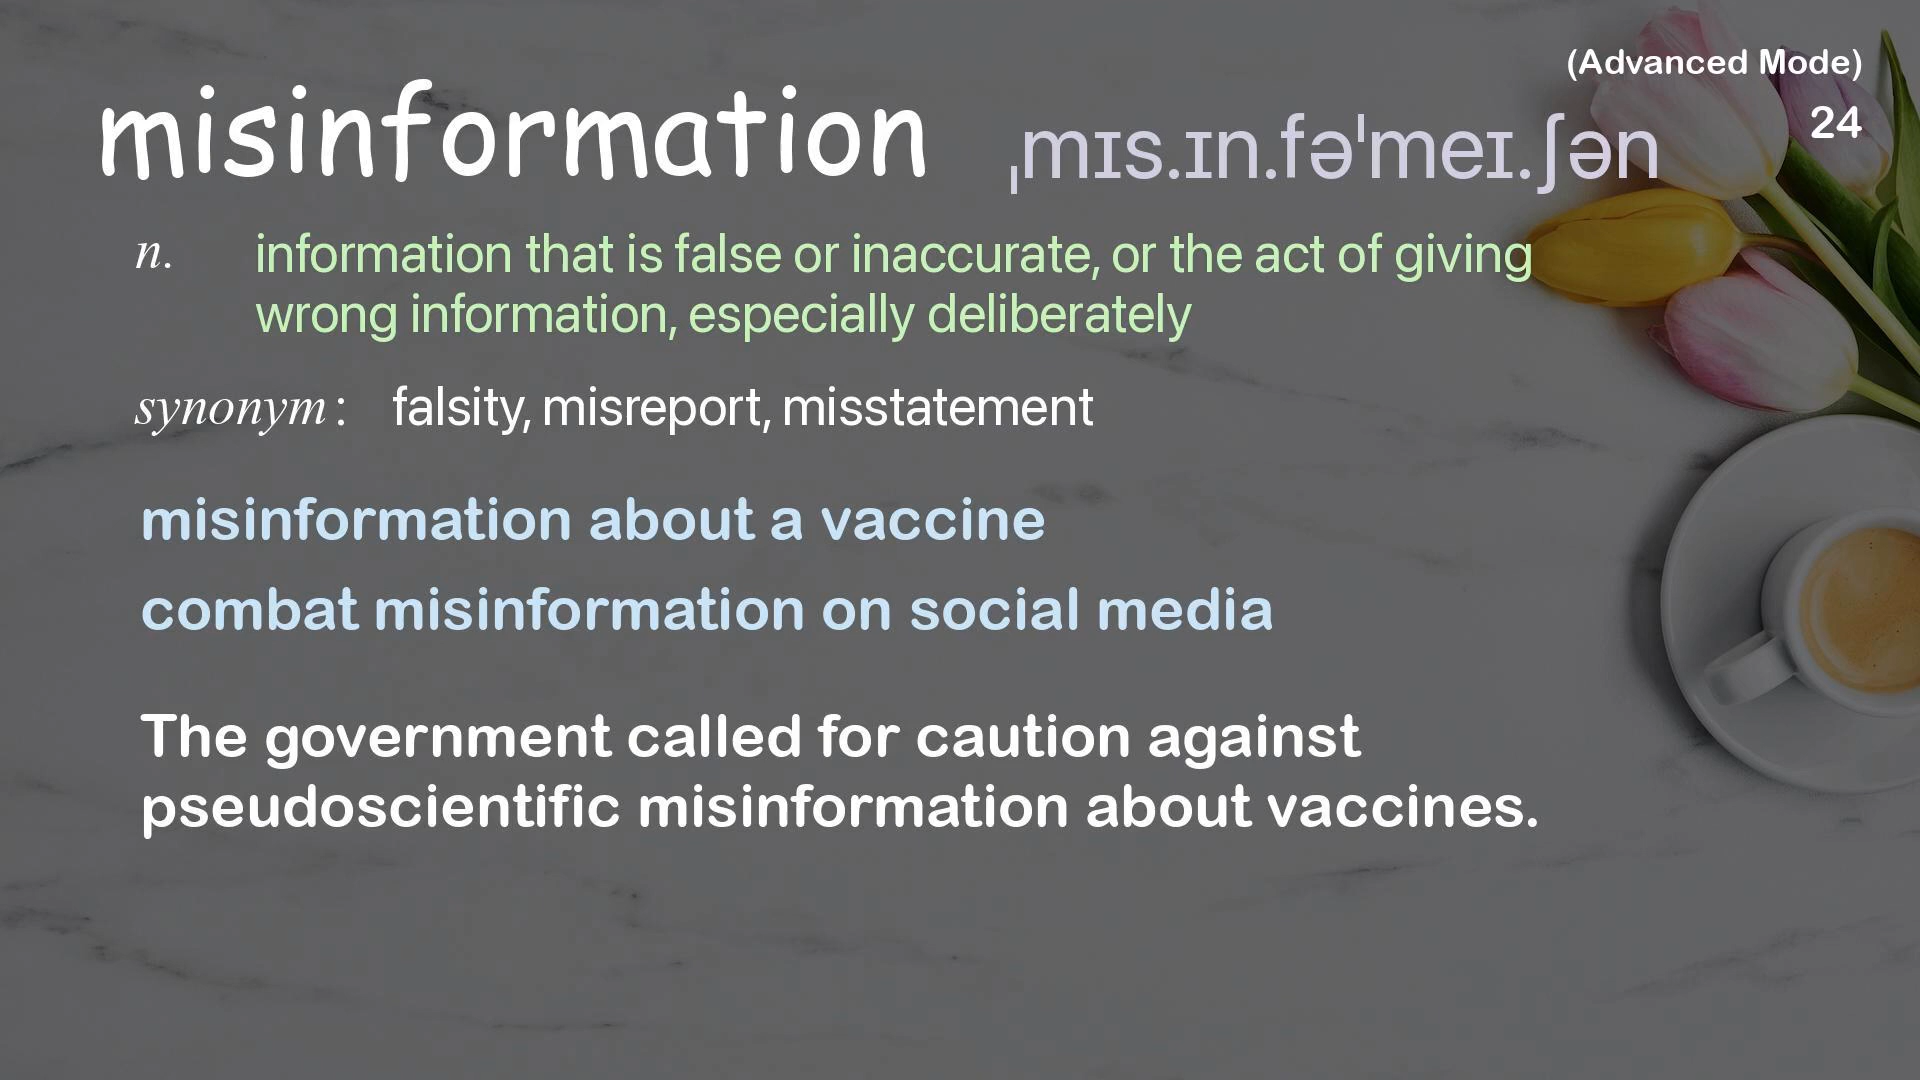 (Advanced Mode)
misinformation ˌmɪs.ɪn.fəˈmeɪ.ʃən
24
n. information that is false or inaccurate, or the act of giving
wrong information, especially deliberately
synonym: falsity, misreport, misstatement
misinformation about a vaccine
combat misinformation on social media
The government called for caution against
pseudoscientific misinformation about vaccines.